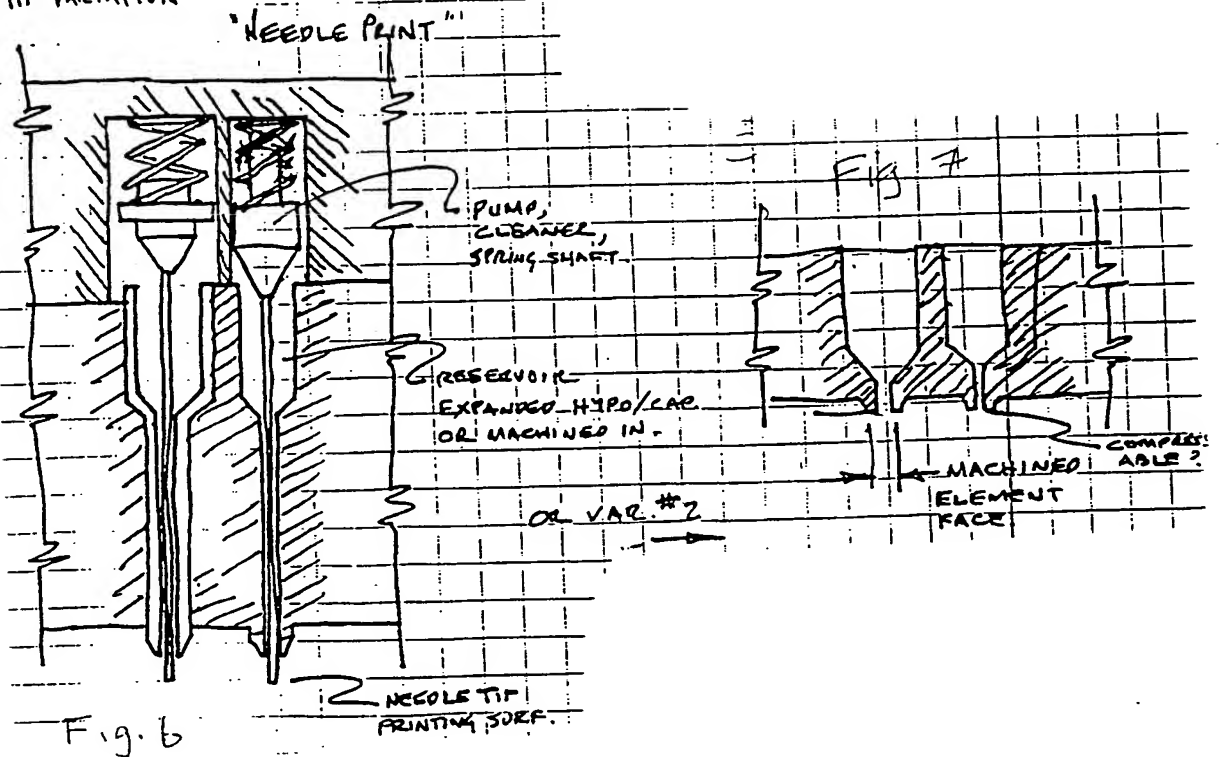 "NEEDLE PRINT"
PUMP,
CLEANER,
SPRING SHAFT.
RESERVOIR
EXPANDED HYPO/CAP.
OR MACHINED IN.
OR VAR. #2
NEEDLE TIP
PRINTING SURF.
Fig. 6
Fig 7
COMPRESS
ABLE?
MACHINED
ELEMENT
FACE